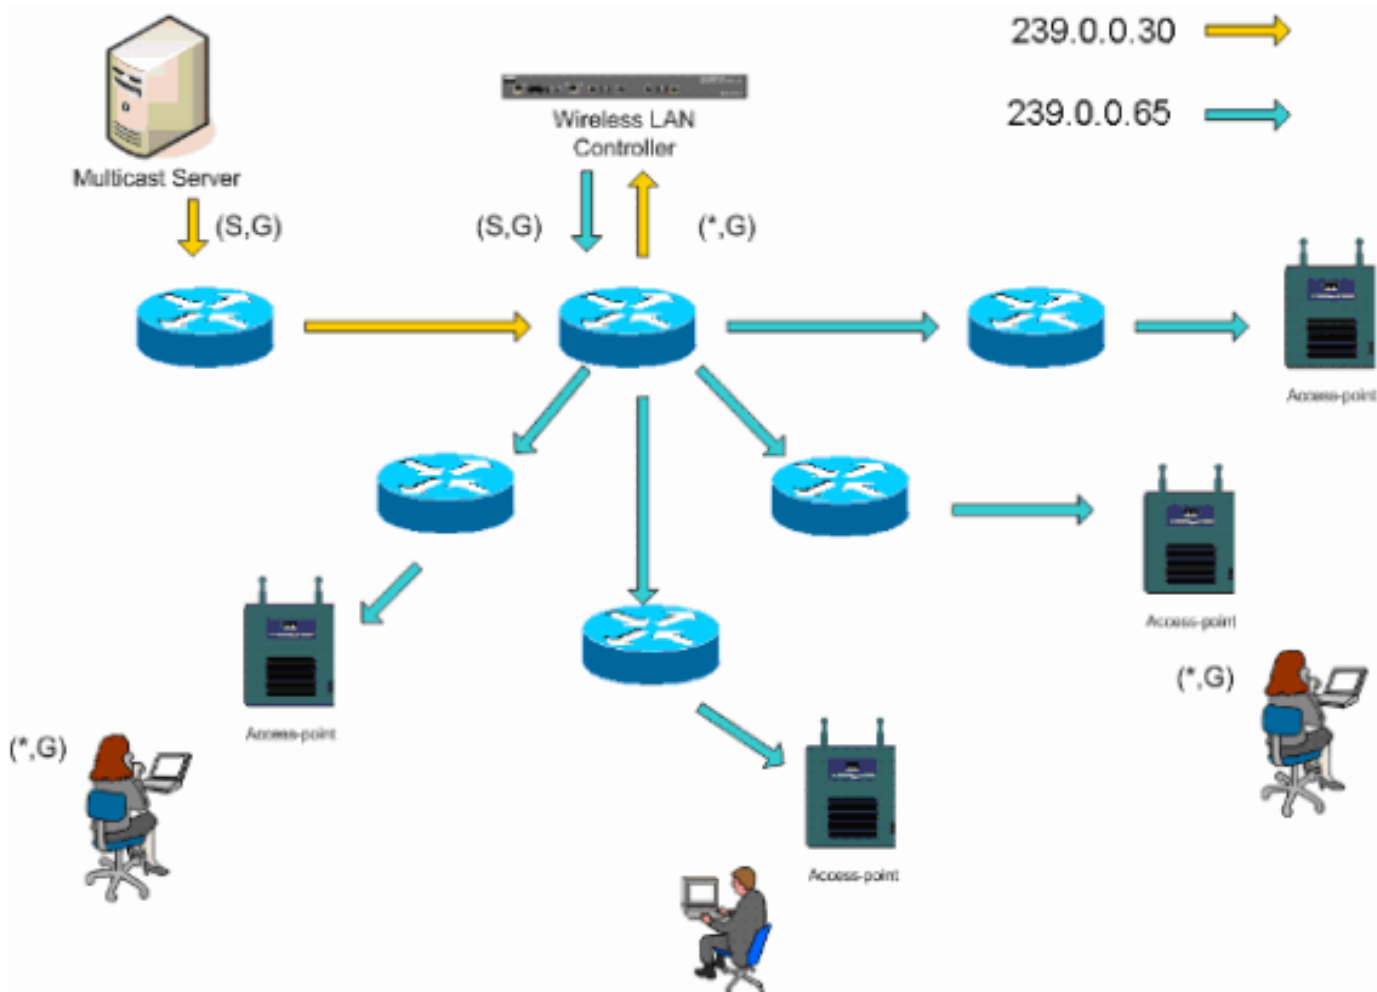 239.0.0.30
239.0.0.65
Wireless LAN
Controller
Multicast Server
(S,G)
(S,G)
(*,G)
Access-point
Access-point
(*,G)
Access-point
(*,G)
Access-point